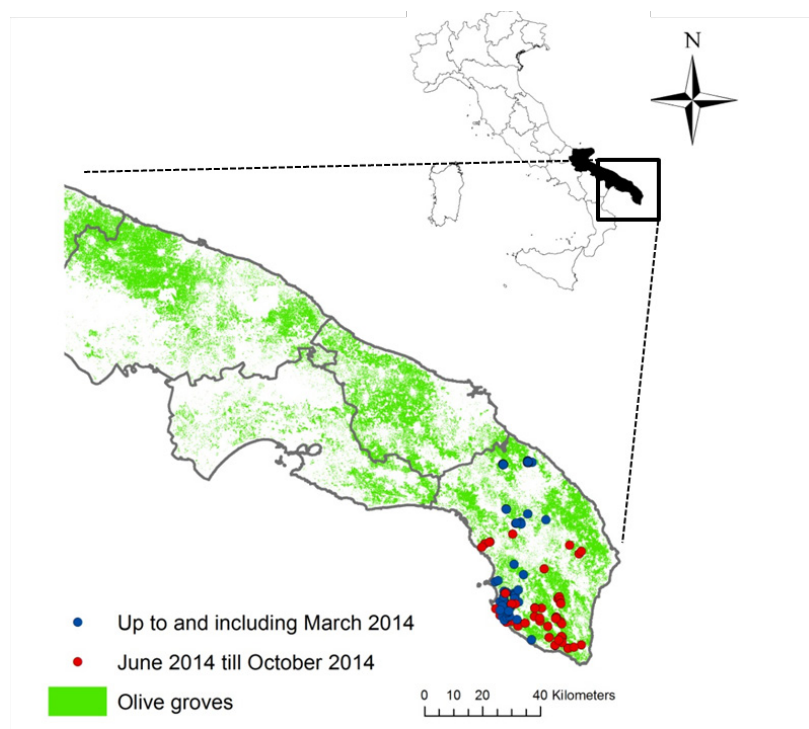 N
Up to and including March 2014
June 2014 till October 2014
Olive groves
0 10 20 40 Kilometers